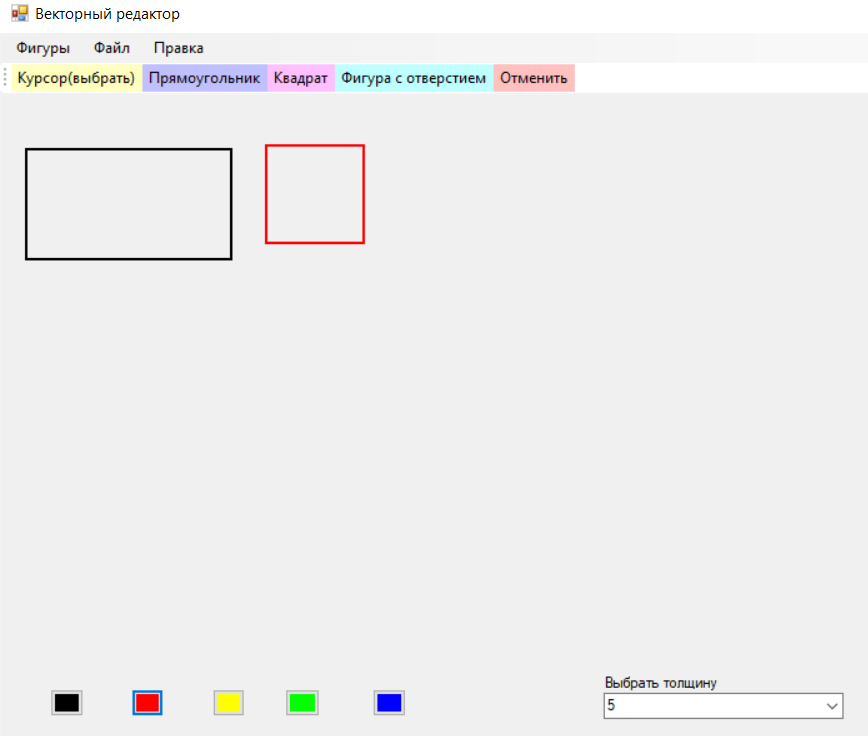 Векторный редактор
Фигуры Файл Правка
Курсор(выбрать) Прямоугольник Квадрат Фигура с отверстием Отменить
Выбрать толщину
5